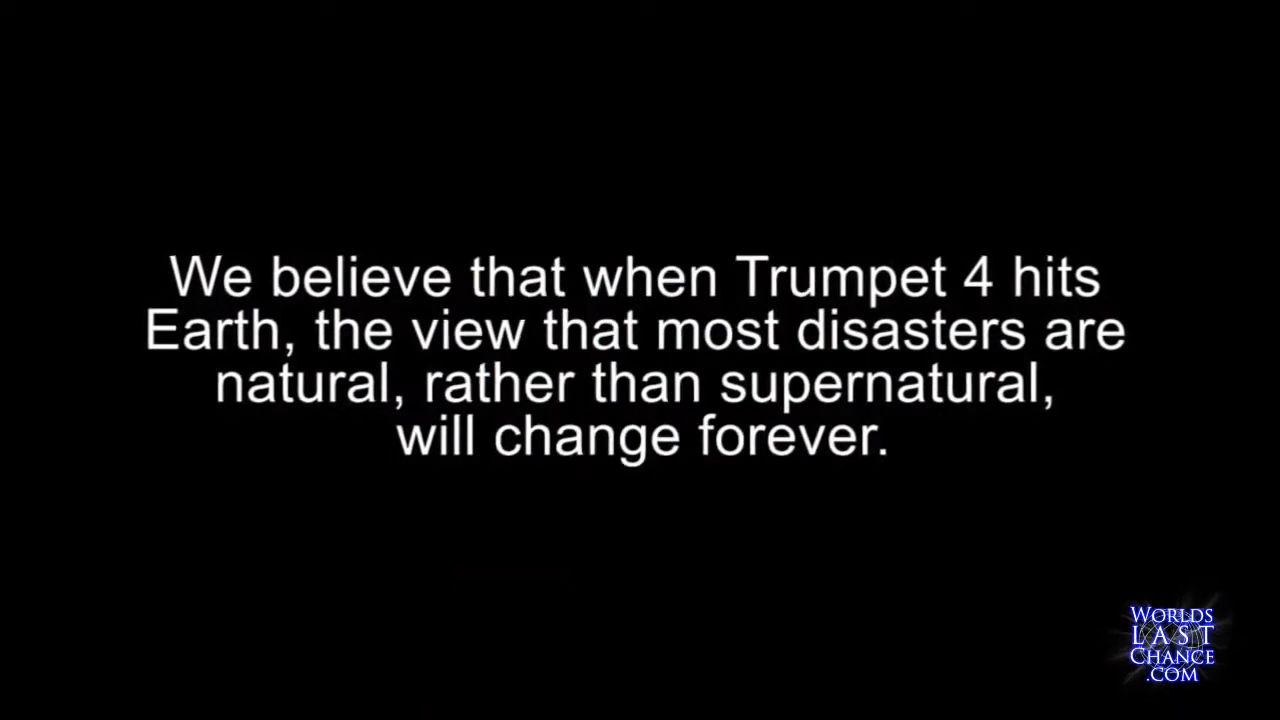 We believe that when Trumpet 4 hits
Earth, the view that most disasters are
natural, rather than supernatural,
will change forever.
WORLDS
LAST
CHANCE
.COM